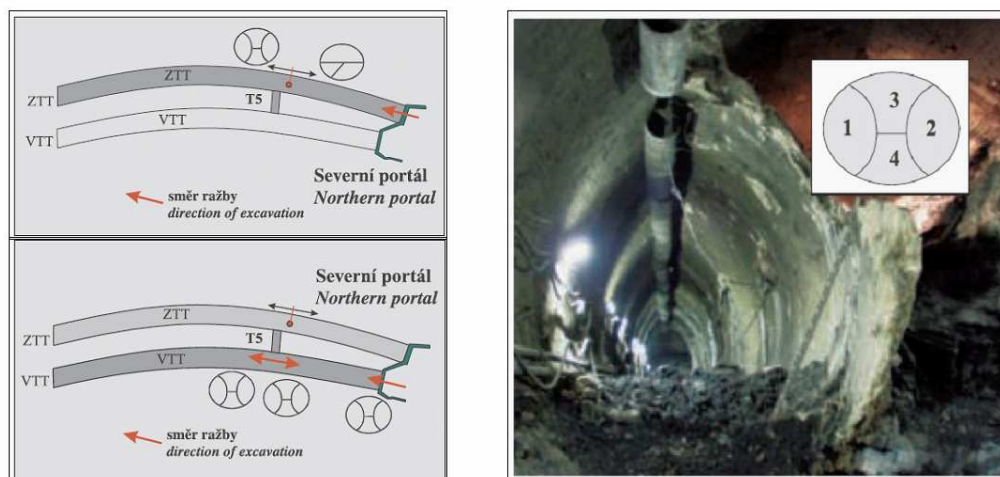 ZTT
ZTT
T5
VTT
VTT
Severní portál
Northern portal
směr ražby
direction of excavation
Severní portál
Northern portal
ZTT
ZTT
T5
VTT
VTT
směr ražby
direction of excavation
3
1
2
4